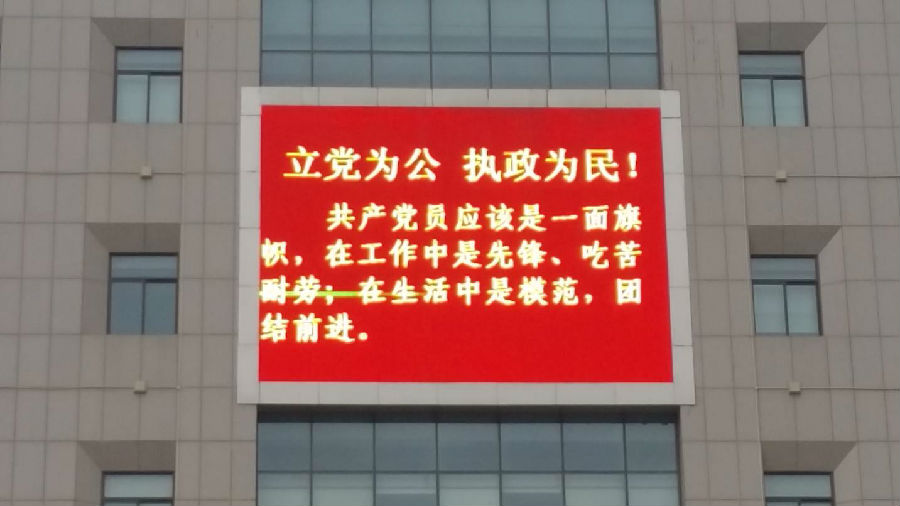 立党为公 执政为民！
共产党员应该是一面旗
帜，在工作中是先锋、吃苦
耐劳；在生活中是模范，团
结前进。